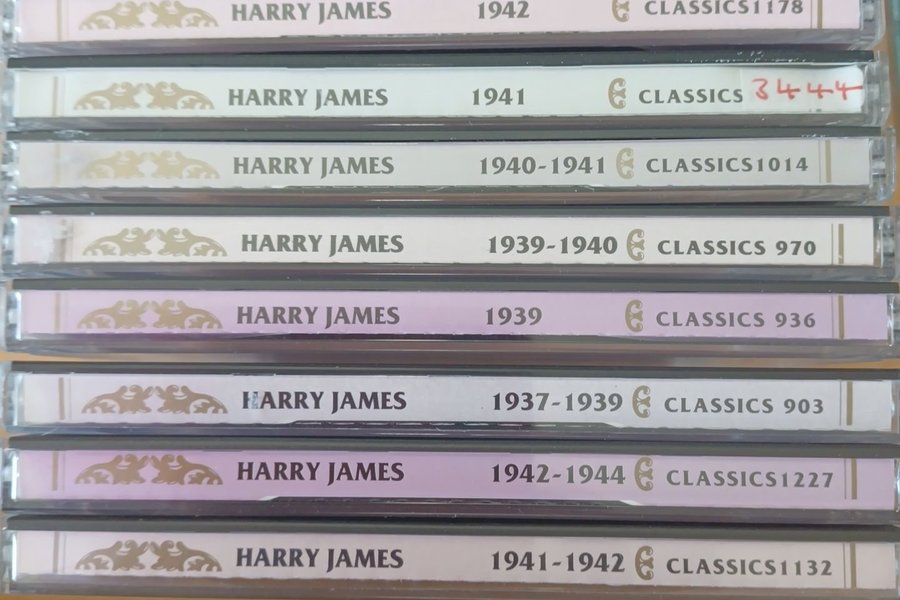 HARRY JAMES 1942 CLASSICS1178
HARRY JAMES 1941 CLASSICS 3444
HARRY JAMES 1940-1941 CLASSICS1014
HARRY JAMES 1939-1940 CLASSICS 970
HARRY JAMES 1939 CLASSICS 936
HARRY JAMES 1937-1939 CLASSICS 903
HARRY JAMES 1942-1944 CLASSICS1227
HARRY JAMES 1941-1942 CLASSICS1132